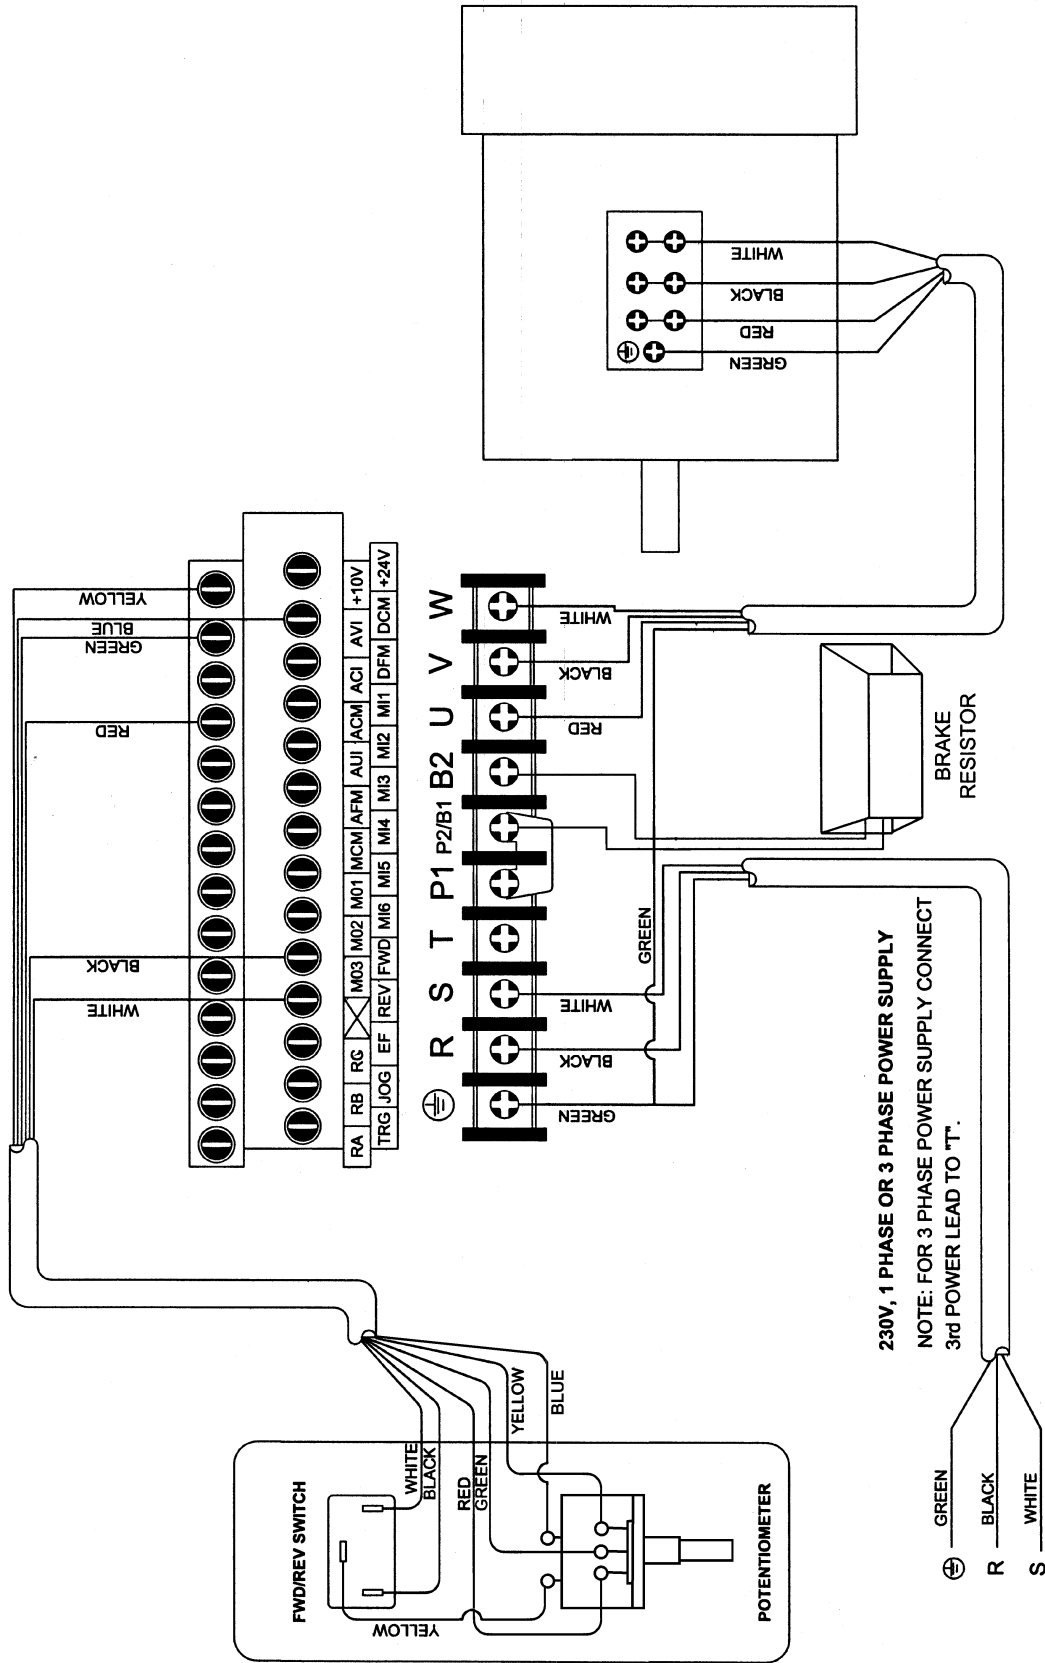 YELLOW
BLUE
GREEN
RED
BLACK
WHITE
+10V
AVI
ACI
ACM
AUI
AFM
MCM
M01
M02
M03
RC
RB
RA
+24V
DCM
DFM
MI1
MI2
MI3
MI4
MI5
MI6
FWD
REV
EF
JOG
TRG
W
V
U
B2
P2/B1
P1
T
S
R
WHITE
BLACK
RED
WHITE
BLACK
GREEN
GREEN
WHITE
BLACK
RED
GREEN
BRAKE
RESISTOR
230V, 1 PHASE OR 3 PHASE POWER SUPPLY
NOTE: FOR 3 PHASE POWER SUPPLY CONNECT
3rd POWER LEAD TO "T".
GREEN
BLACK
R
WHITE
S
FWD/REV SWITCH
WHITE
BLACK
RED
GREEN
YELLOW
BLUE
YELLOW
POTENTIOMETER